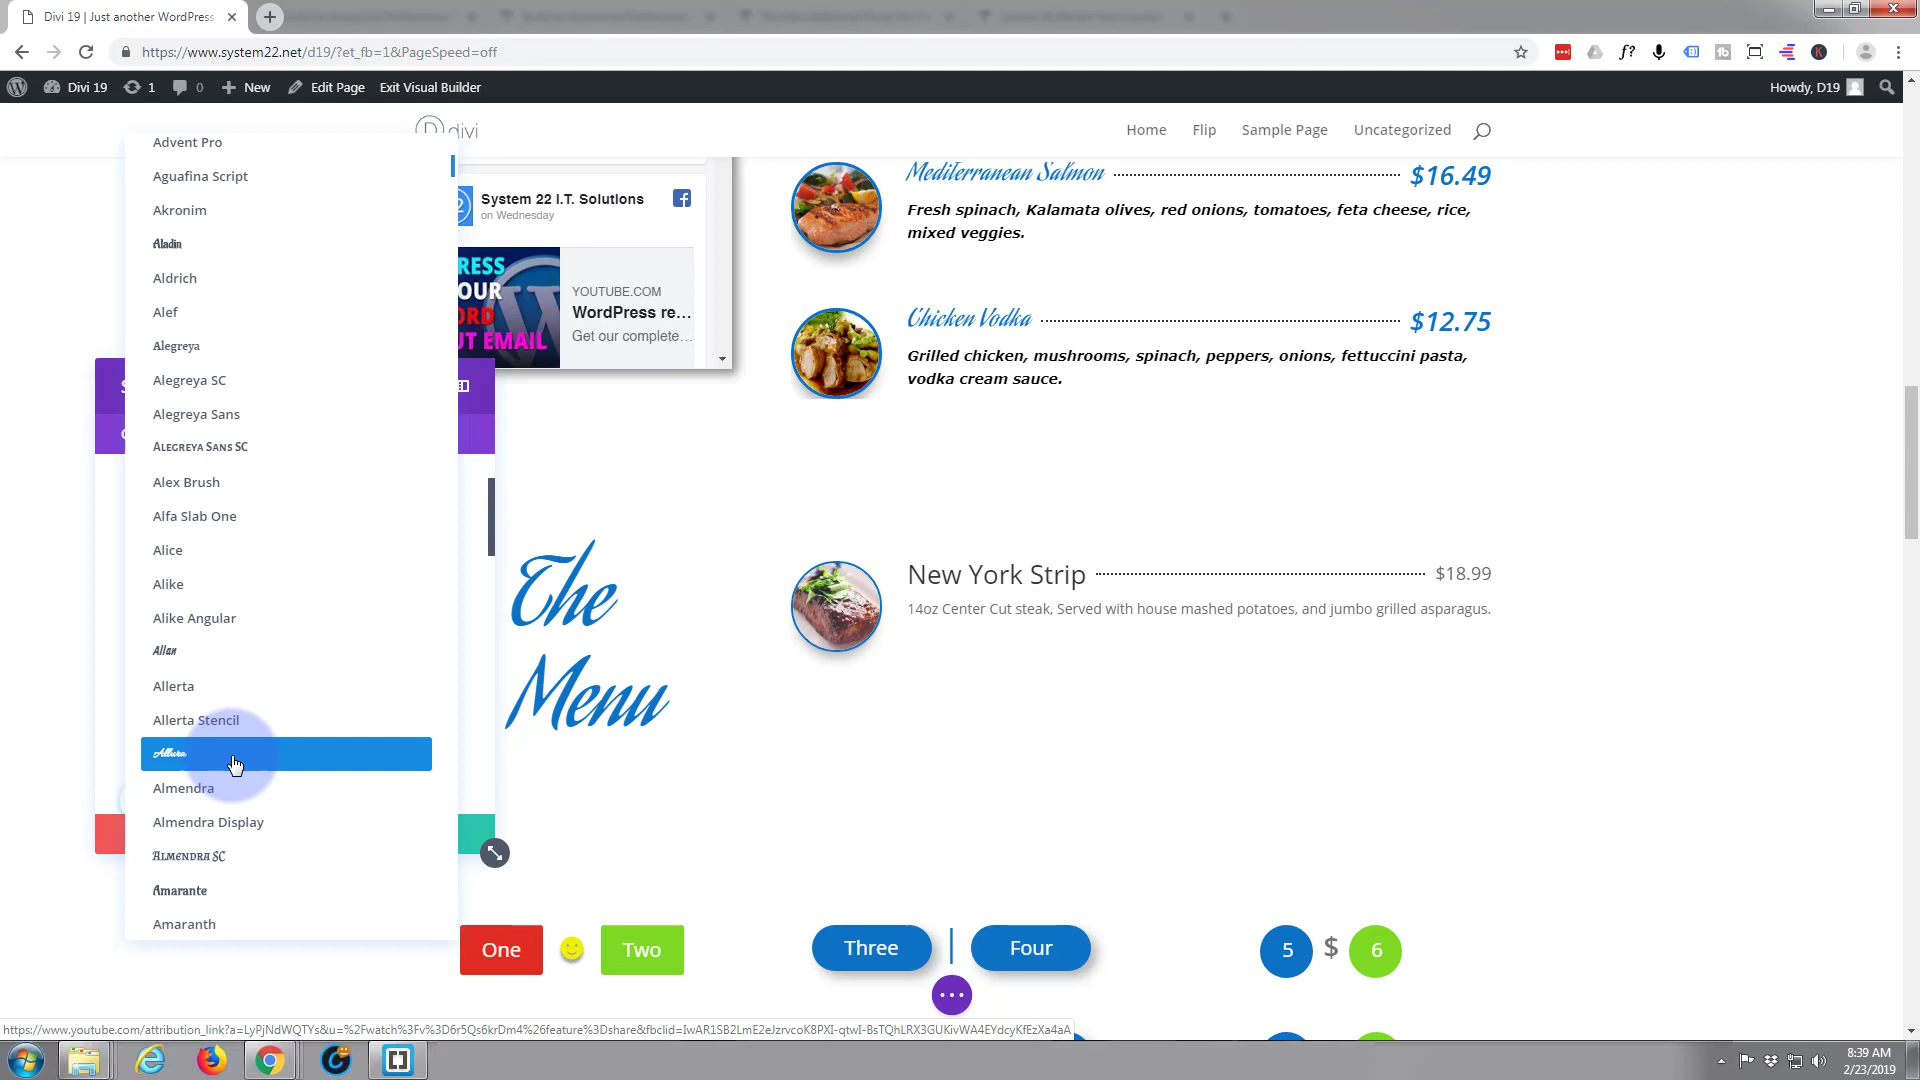 Divi 19 | Just another WordPress
https://www.system22.net/d19/?et_fb=1&PageSpeed=off
Divi 19
1
0
New
Edit Page
Exit Visual Builder
Howdy, D19
divi
Home
Flip
Sample Page
Uncategorized
Advent Pro
Aguafina Script
Akronim
Aladin
Aldrich
Alef
Alegreya
Alegreya SC
Alegreya Sans
Alegreya Sans SC
Alex Brush
Alfa Slab One
Alice
Alike
Alike Angular
Allan
Allerta
Allerta Stencil
Allura
Almendra
Almendra Display
Almendra SC
Amarante
Amaranth
System 22 I.T. Solutions
on Wednesday
YOUTUBE.COM
WordPress re...
Get our complete...
Mediterranean Salmon
$16.49
Fresh spinach, Kalamata olives, red onions, tomatoes, feta cheese, rice,
mixed veggies.
Chicken Vodka
$12.75
Grilled chicken, mushrooms, spinach, peppers, onions, fettuccini pasta,
vodka cream sauce.
The
Menu
New York Strip
$18.99
14oz Center Cut steak, Served with house mashed potatoes, and jumbo grilled asparagus.
One
Two
Three
Four
5
$
6
8:39 AM
2/23/2019